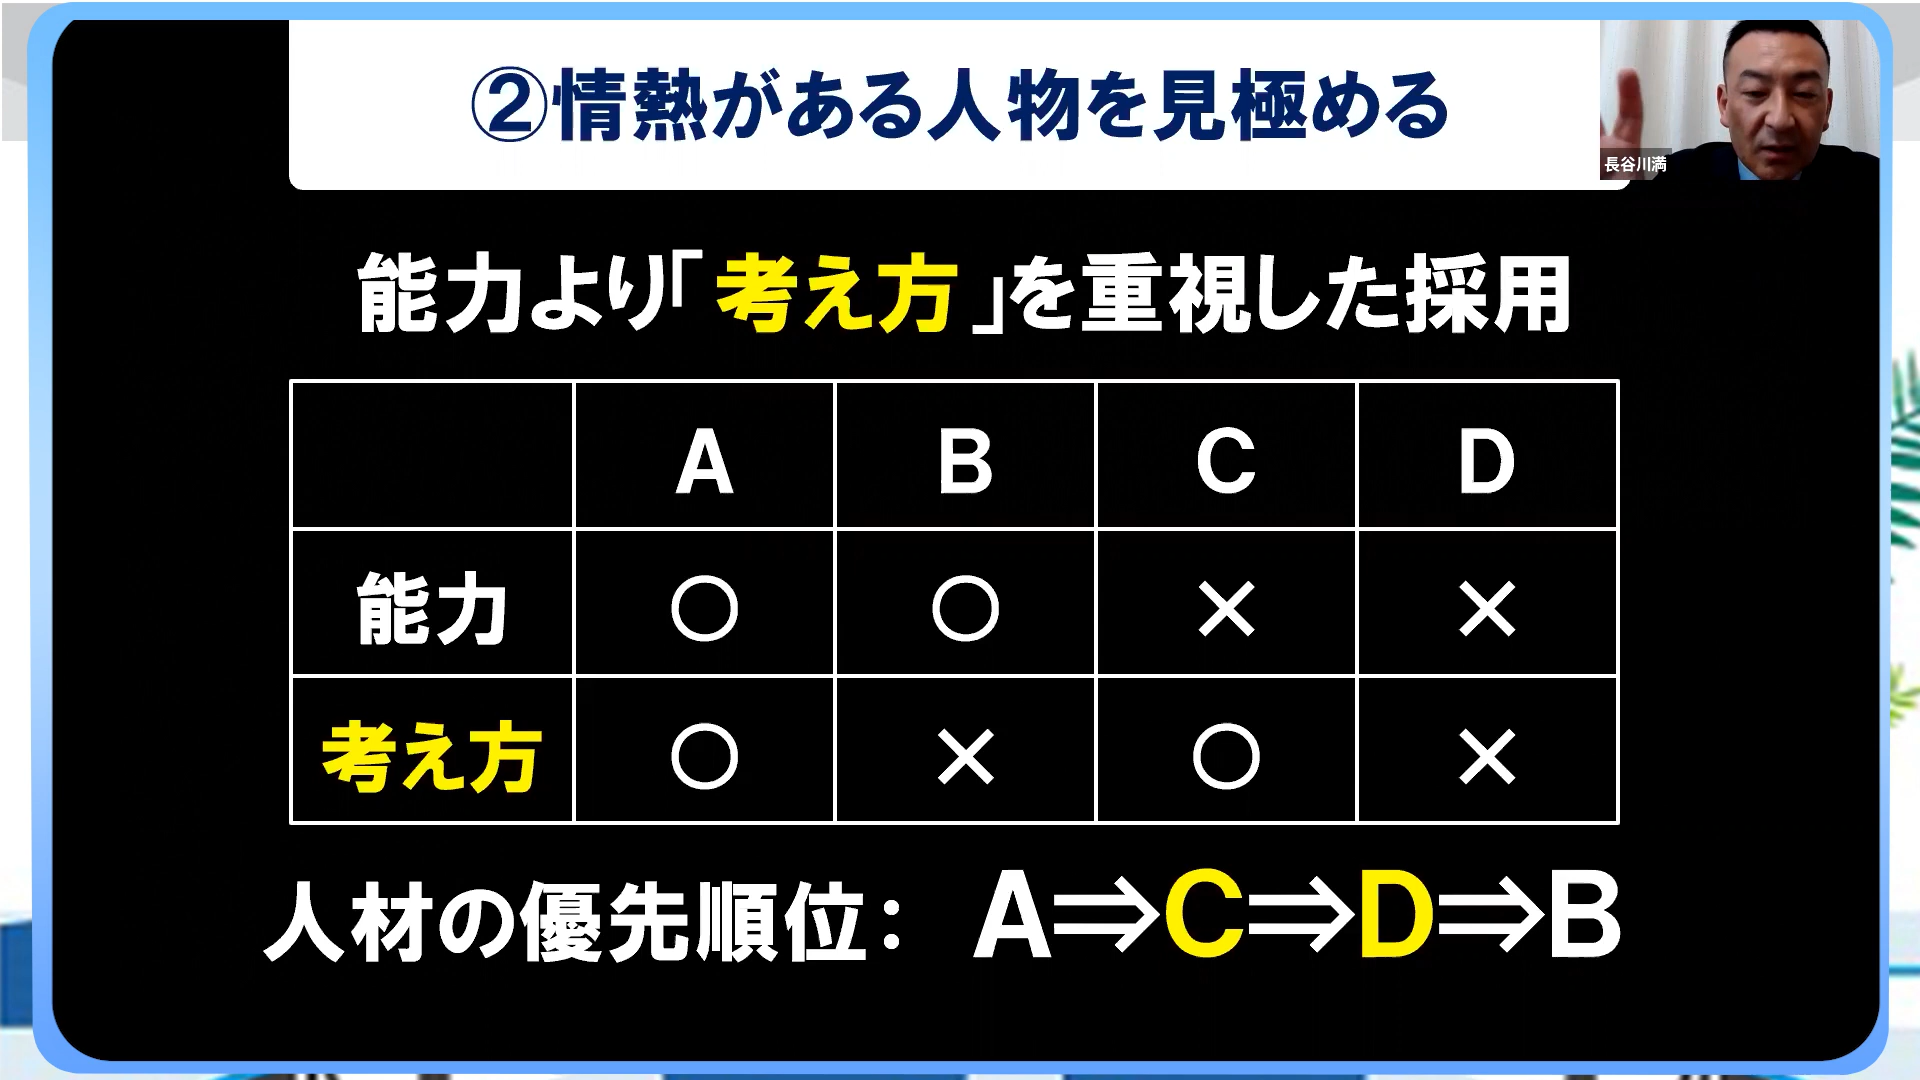 ②情熱がある人物を見極める
長谷川満
能力より「考え方」を重視した採用
A B C D
能力 ○ ○ × ×
考え方 ○ × ○ ×
人材の優先順位： A⇒C⇒D⇒B